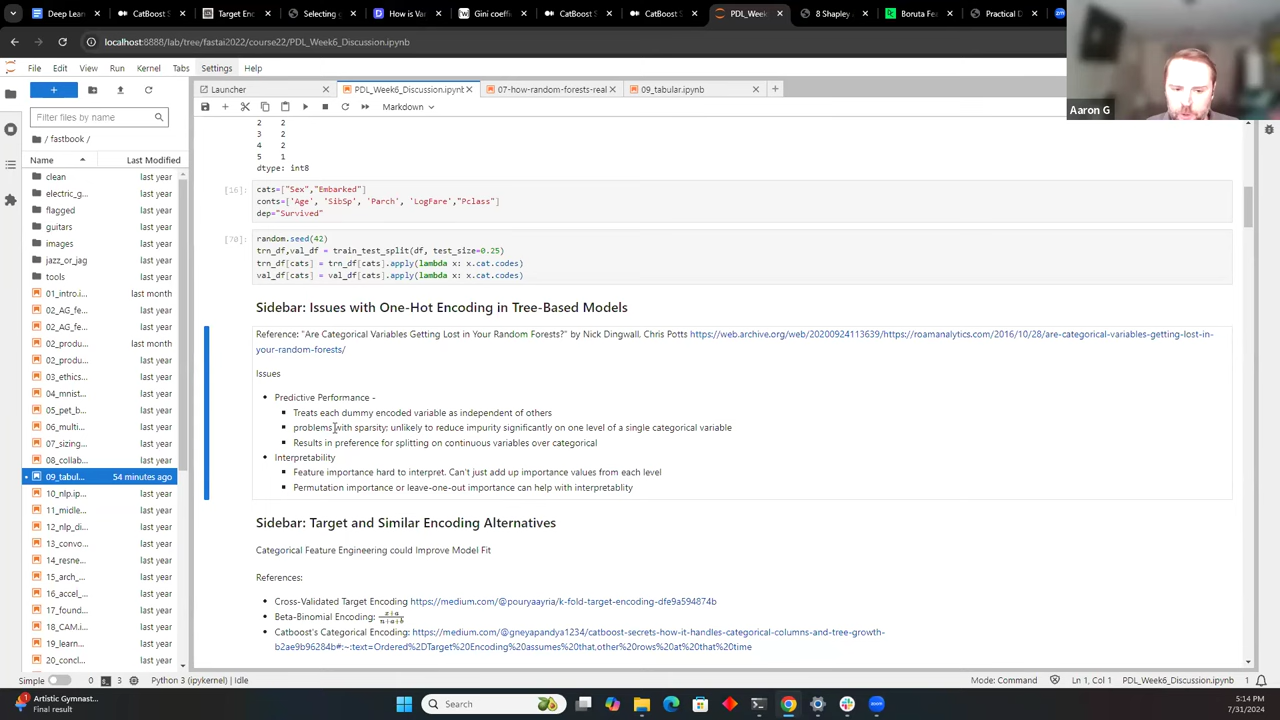 Deep Lear
CatBoost S
Target Enc
Selecting g
How is Var
Gini coeffic
CatBoost S
CatBoost S
PDL_Week
8 Shapley
Boruta Fea
Practical D
localhost:8888/lab/tree/fastai2022/course22/PDL_Week6_Discussion.ipynb
File Edit View Run Kernel Tabs Settings Help
Launcher
PDL_Week6_Discussion.ipynt
07-how-random-forests-real
09_tabular.ipynb
Markdown
Aaron G
Filter files by name
/ fastbook /
Name Last Modified
clean last year
electric_g... last year
flagged last year
guitars last year
images last year
jazz_or_jag last year
tools last year
01_intro.i... last month
02_AG_fe... last year
02_AG_fe... last year
02_produ... last year
02_produ... last month
02_produ... last year
03_ethics... last year
04_mnist... last year
05_pet_b... last year
06_multi... last year
07_sizing... last year
08_collab... last year
09_tabul... 54 minutes ago
10_nlp.ip... last year
11_midle... last year
12_nlp_di... last year
13_convo... last year
14_resne... last year
15_arch_... last year
16_accel_... last year
17_found... last year
18_CAM.i... last year
19_learn... last year
20_concl... last year
2 2
3 2
4 2
5 1
dtype: int8
[16]:
cats=["Sex","Embarked"]
conts=['Age', 'SibSp', 'Parch', 'LogFare',"Pclass"]
dep="Survived"
[70]:
random.seed(42)
trn_df,val_df = train_test_split(df, test_size=0.25)
trn_df[cats] = trn_df[cats].apply(lambda x: x.cat.codes)
val_df[cats] = val_df[cats].apply(lambda x: x.cat.codes)
Sidebar: Issues with One-Hot Encoding in Tree-Based Models
Reference: "Are Categorical Variables Getting Lost in Your Random Forests?" by Nick Dingwall, Chris Potts https://web.archive.org/web/20200924113639/https://roamanalytics.com/2016/10/28/are-categorical-variables-getting-lost-in-
your-random-forests/
Issues
Predictive Performance -
Treats each dummy encoded variable as independent of others
problems with sparsity: unlikely to reduce impurity significantly on one level of a single categorical variable
Results in preference for splitting on continuous variables over categorical
Interpretability
Feature importance hard to interpret. Can't just add up importance values from each level
Permutation importance or leave-one-out importance can help with interpretablity
Sidebar: Target and Similar Encoding Alternatives
Categorical Feature Engineering could Improve Model Fit
References:
Cross-Validated Target Encoding https://medium.com/@pouryaayria/k-fold-target-encoding-dfe9a594874b
Beta-Binomial Encoding:
Catboost's Categorical Encoding: https://medium.com/@gneyapandya1234/catboost-secrets-how-it-handles-categorical-columns-and-tree-growth-
b2ae9b96284b#:~:text=Ordered%2DTarget%20Encoding%20assumes%20that,other%20rows%20at%20that%20time
Simple 0 3 Python 3 (ipykernel) | Idle
Mode: Command Ln 1, Col 1 PDL_Week6_Discussion.ipynb 1
Artistic Gymnast...
Final result
Search
5:14 PM
7/31/2024